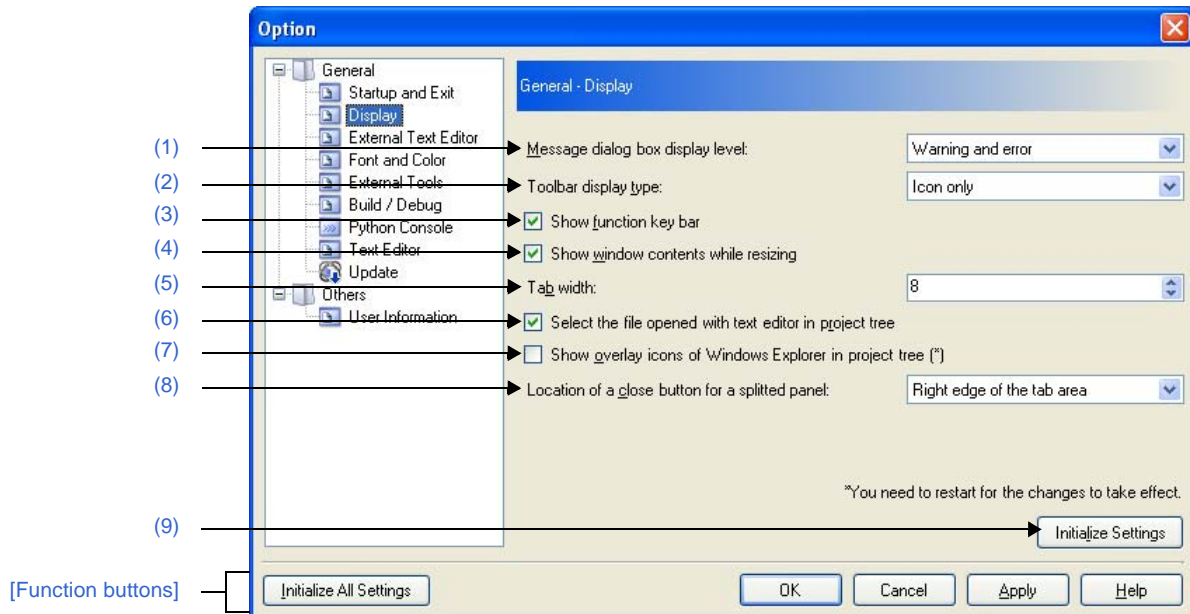 Option
General
Startup and Exit
Display
External Text Editor
Font and Color
External Tools
Build / Debug
Python Console
Text Editor
Update
Others
User Information
General - Display
(1)
Message dialog box display level:
Warning and error
(2)
Toolbar display type:
Icon only
(3)
Show function key bar
(4)
Show window contents while resizing
(5)
Tab width:
8
(6)
Select the file opened with text editor in project tree
(7)
Show overlay icons of Windows Explorer in project tree (*)
(8)
Location of a close button for a splitted panel:
Right edge of the tab area
*You need to restart for the changes to take effect.
(9)
Initialize Settings
[Function buttons]
Initialize All Settings
OK
Cancel
Apply
Help